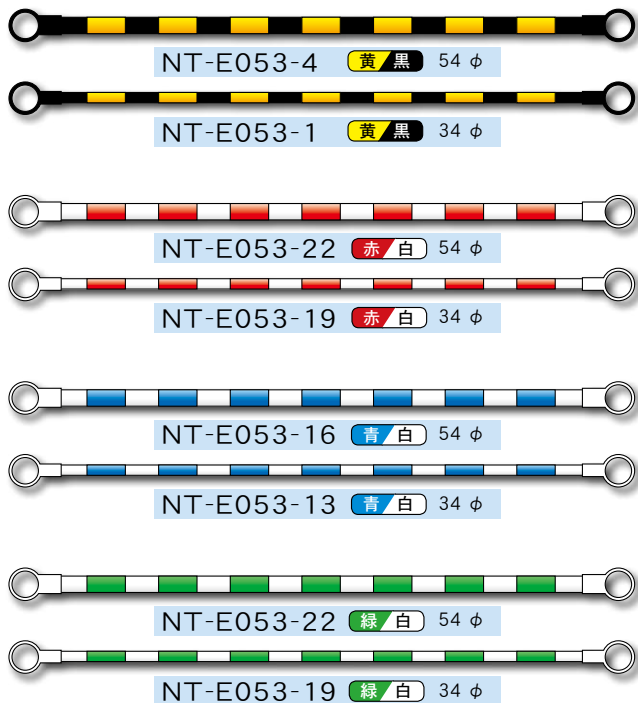 NT-E053-4 黄/黒 54 φ
NT-E053-1 黄/黒 34 φ
NT-E053-22 赤/白 54 φ
NT-E053-19 赤/白 34 φ
NT-E053-16 青/白 54 φ
NT-E053-13 青/白 34 φ
NT-E053-22 緑/白 54 φ
NT-E053-19 緑/白 34 φ